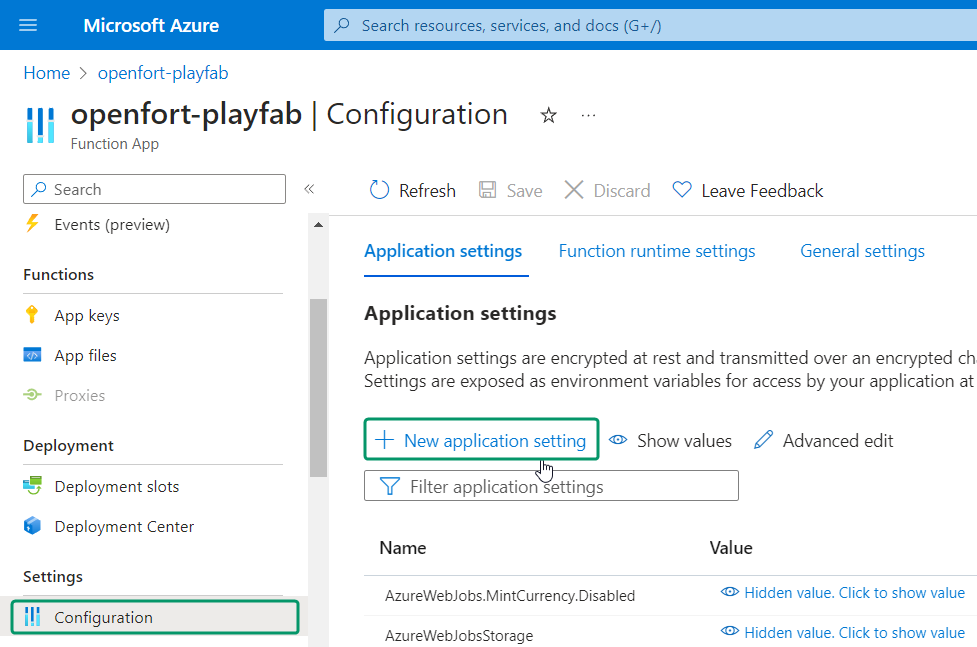 Microsoft Azure
Search resources, services, and docs (G+/)
Home > openfort-playfab
openfort-playfab | Configuration
Function App
Search
«
Refresh
Save
Discard
Leave Feedback
Events (preview)
Functions
App keys
App files
Proxies
Deployment
Deployment slots
Deployment Center
Settings
Configuration
Application settings
Function runtime settings
General settings
Application settings
Application settings are encrypted at rest and transmitted over an encrypted
Settings are exposed as environment variables for access by your application at
New application setting
Show values
Advanced edit
Filter application settings
Name
Value
AzureWebJobs.MintCurrency.Disabled
Hidden value. Click to show value
AzureWebJobsStorage
Hidden value. Click to show value